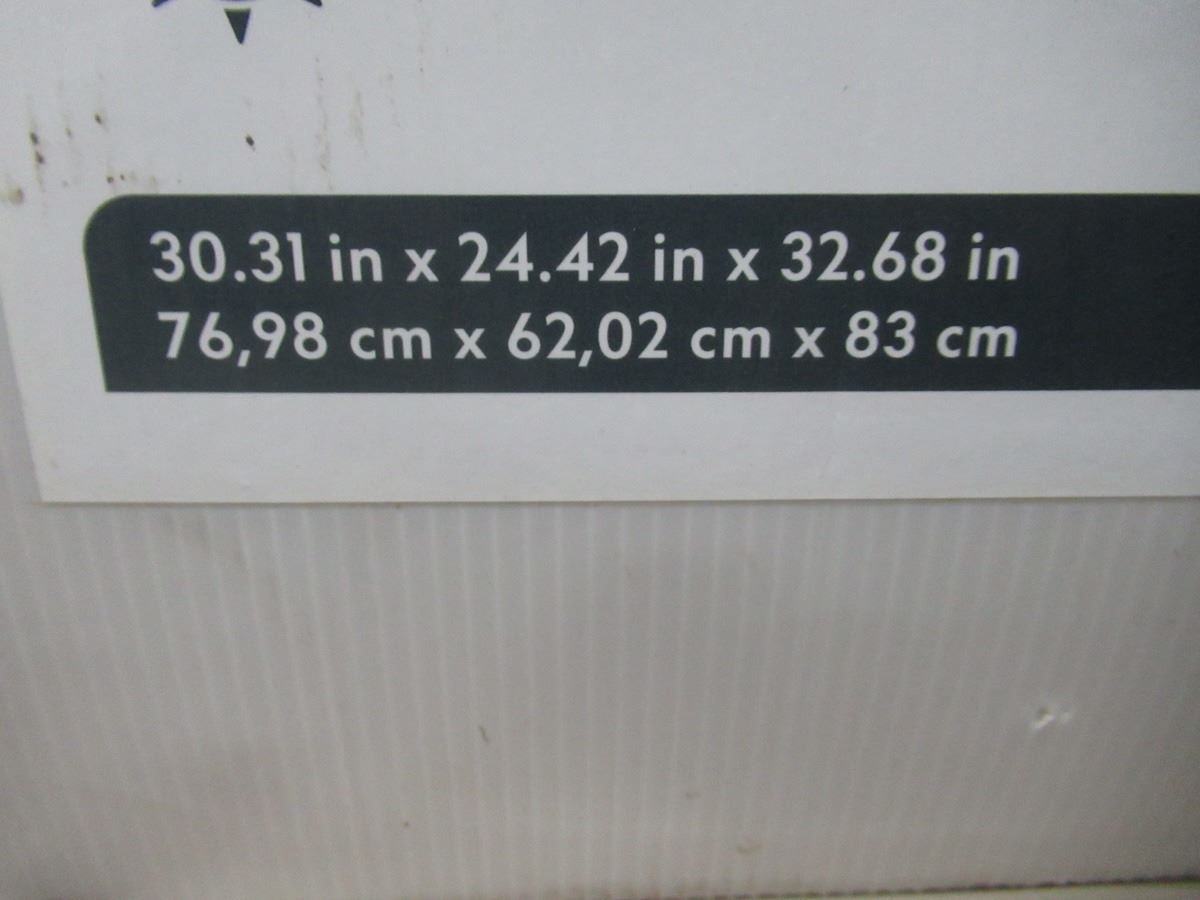 30.31 in x 24.42 in x 32.68 in
76,98 cm x 62,02 cm x 83 cm